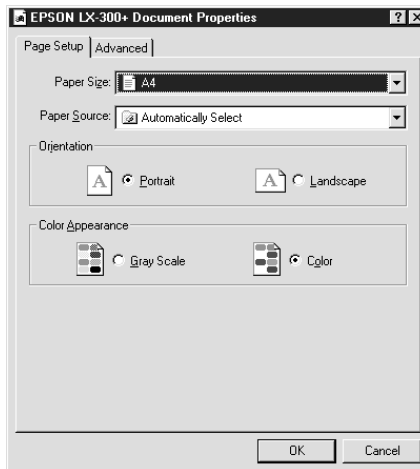 EPSON LX-300+ Document Properties
Page Setup Advanced
Paper Size: A4
Paper Source: Automatically Select
Orientation
A Portrait A Landscape
Color Appearance
Gray Scale Color
OK Cancel